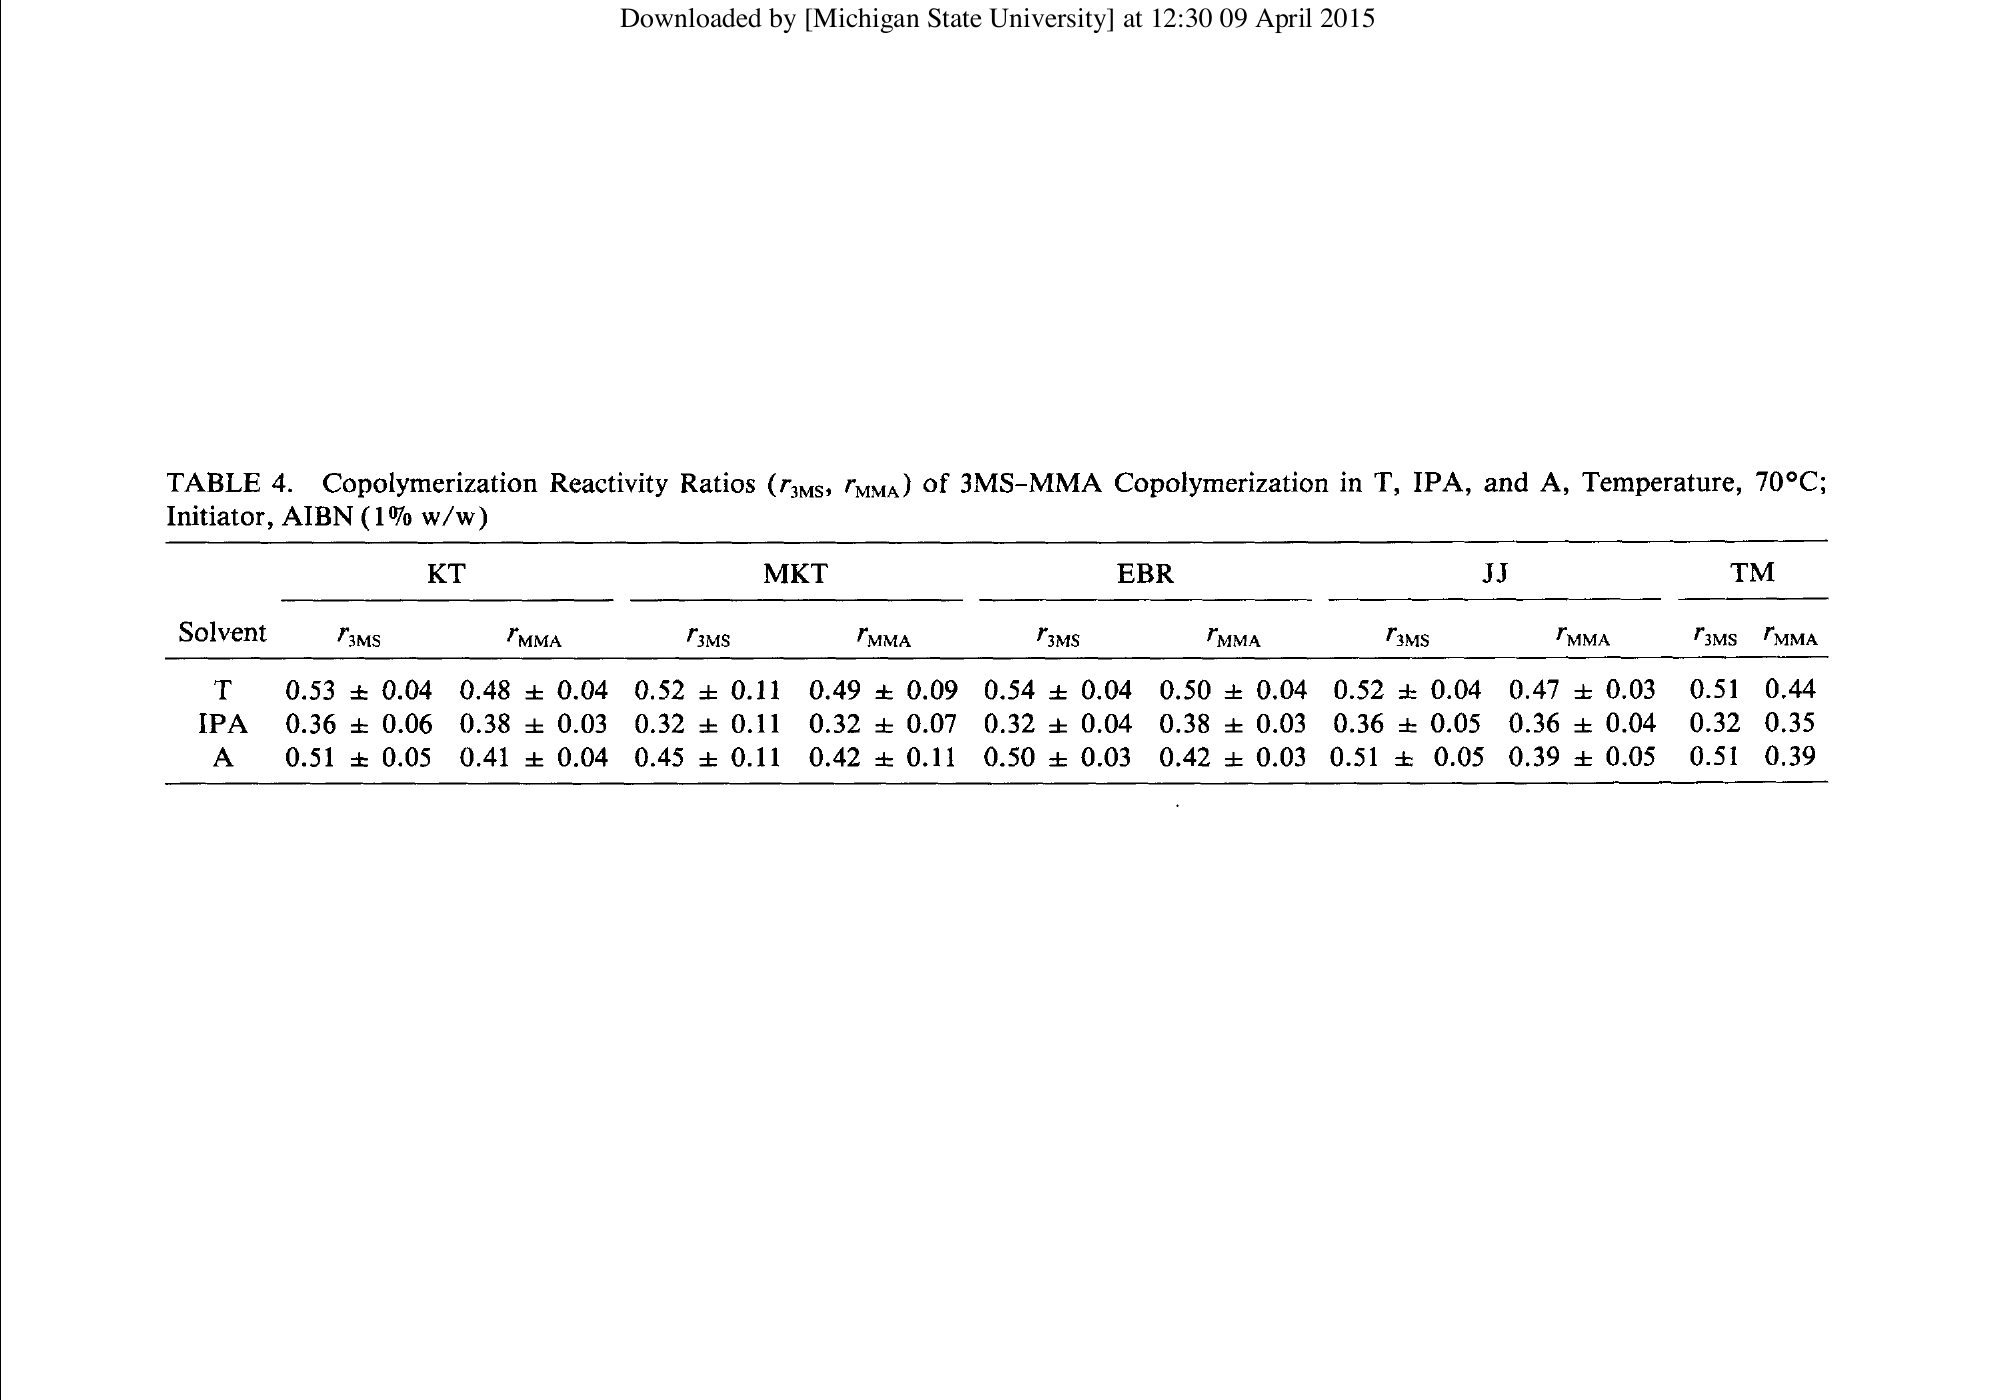 Downloaded by [Michigan State University] at 12:30 09 April 2015
TABLE 4. Copolymerization Reactivity Ratios (r3MS, rMMA) of 3MS–MMA Copolymerization in T, IPA, and A, Temperature, 70°C;
Initiator, AIBN (1% w/w)
KT MKT EBR JJ TM
Solvent r3MS rMMA r3MS rMMA r3MS rMMA r3MS rMMA r3MS rMMA
T 0.53 ± 0.04 0.48 ± 0.04 0.52 ± 0.11 0.49 ± 0.09 0.54 ± 0.04 0.50 ± 0.04 0.52 ± 0.04 0.47 ± 0.03 0.51 0.44
IPA 0.36 ± 0.06 0.38 ± 0.03 0.32 ± 0.11 0.32 ± 0.07 0.32 ± 0.04 0.38 ± 0.03 0.36 ± 0.05 0.36 ± 0.04 0.32 0.35
A 0.51 ± 0.05 0.41 ± 0.04 0.45 ± 0.11 0.42 ± 0.11 0.50 ± 0.03 0.42 ± 0.03 0.51 ± 0.05 0.39 ± 0.05 0.51 0.39